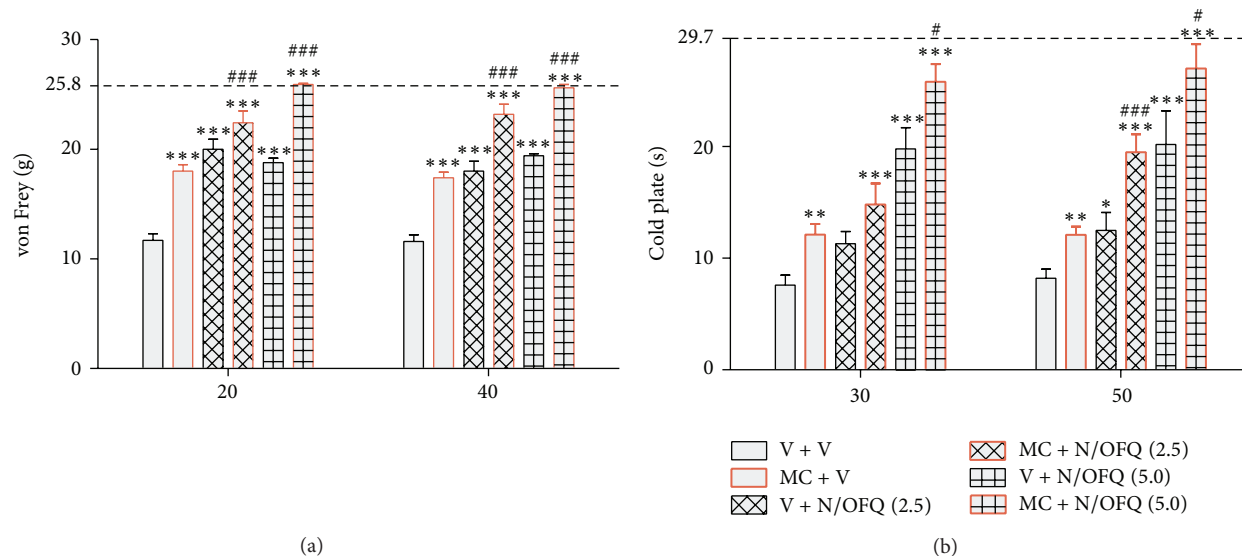 30
25.8
20
10
0
von Frey (g)
*** *** *** ### *** *** ###
*** *** *** ### *** *** ###
***
20
40
(a)
29.7
20
10
0
Cold plate (s)
** *** *** # ***
** * ### *** *** # ***
30
50
V + V
MC + V
V + N/OFQ (2.5)
MC + N/OFQ (2.5)
V + N/OFQ (5.0)
MC + N/OFQ (5.0)
(b)